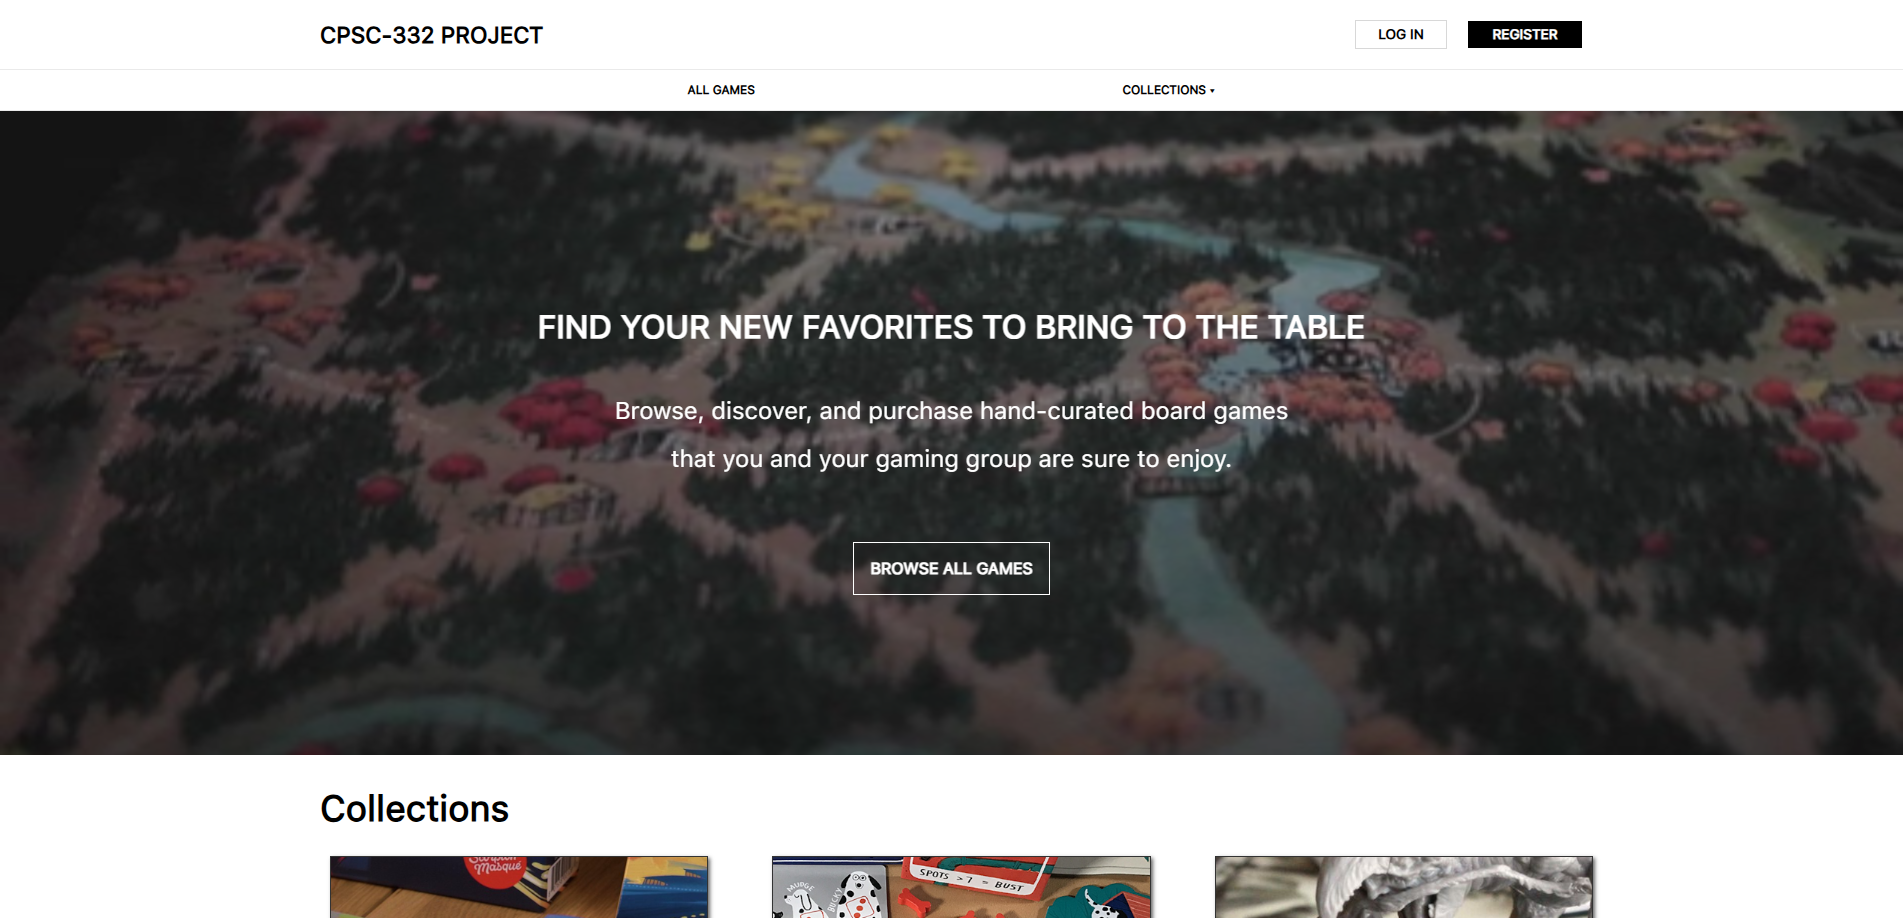 CPSC-332 PROJECT
LOG IN
REGISTER
ALL GAMES
COLLECTIONS ▾
FIND YOUR NEW FAVORITES TO BRING TO THE TABLE
Browse, discover, and purchase hand-curated board games
that you and your gaming group are sure to enjoy.
BROWSE ALL GAMES
Collections
Scorpion
Masqué
MUDGE
BUCKY
SPOTS > 7 = BUST